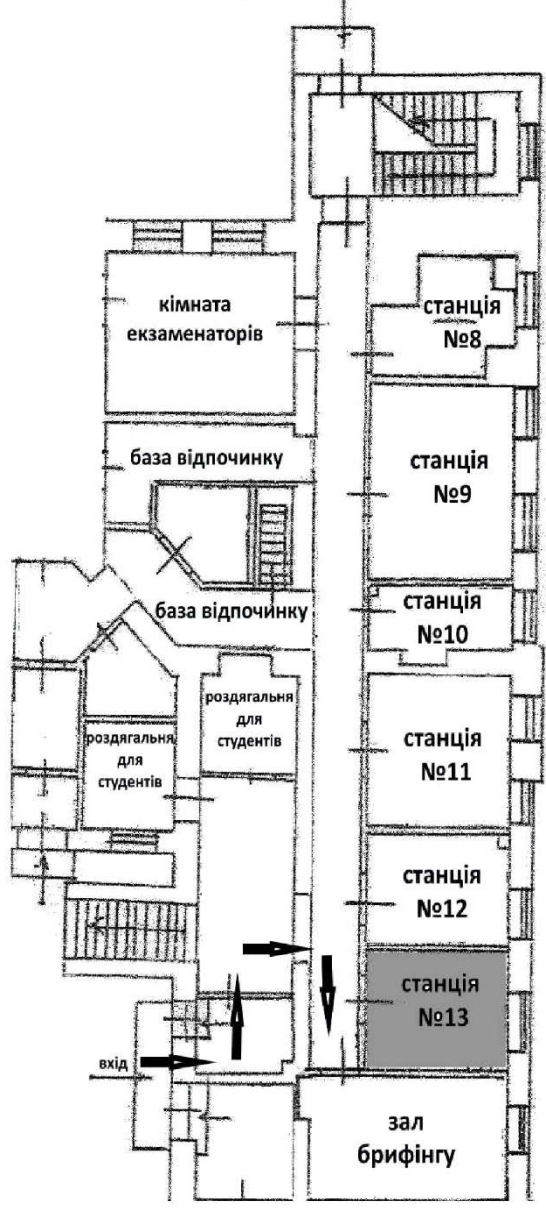 кімната
екзаменаторів
станція
№8
база відпочинку
станція
№9
база відпочинку
станція
№10
роздягальня
для
студентів
роздягальня
для
студентів
станція
№11
станція
№12
станція
№13
вхід
зал
брифінгу